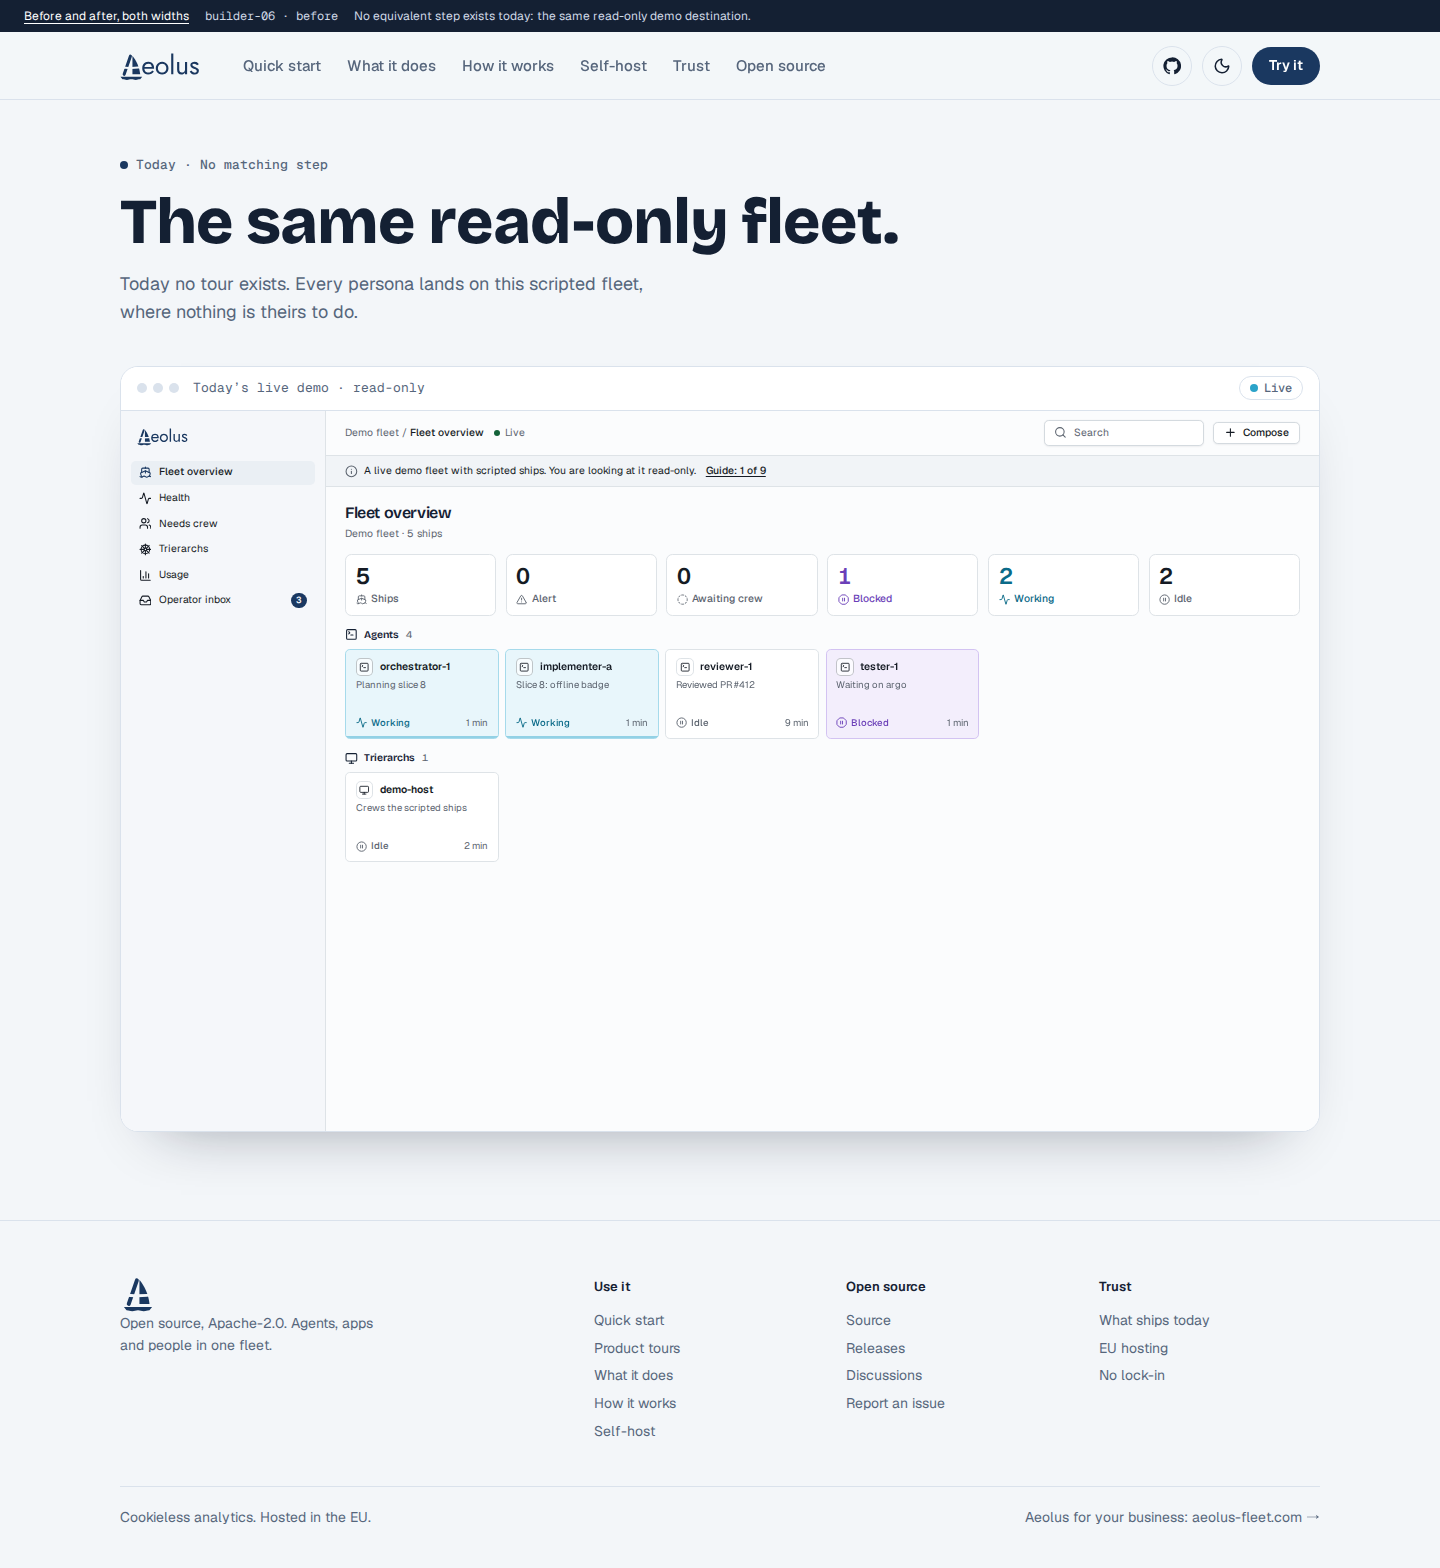 Before and after, both widths builder-06 · before No equivalent step exists today: the same read-only demo destination.
Aeolus Quick start What it does How it works Self-host Trust Open source Try it
Today · No matching step
The same read-only fleet.
Today no tour exists. Every persona lands on this scripted fleet,
where nothing is theirs to do.
Today's live demo · read-only Live
Aeolus
Fleet overview
Health
Needs crew
Trierarchs
Usage
Operator inbox 3
Demo fleet / Fleet overview Live Search Compose
A live demo fleet with scripted ships. You are looking at it read-only. Guide: 1 of 9
Fleet overview
Demo fleet · 5 ships
5 0 0 1 2 2
Ships Alert Awaiting crew Blocked Working Idle
Agents 4
orchestrator-1 implementer-a reviewer-1 tester-1
Planning slice 8 Slice 8: offline badge Reviewed PR #412 Waiting on argo
Working 1 min Working 1 min Idle 9 min Blocked 1 min
Trierarchs 1
demo-host
Crews the scripted ships
Idle 2 min
Open source, Apache-2.0. Agents, apps
and people in one fleet.
Use it
Quick start
Product tours
What it does
How it works
Self-host
Open source
Source
Releases
Discussions
Report an issue
Trust
What ships today
EU hosting
No lock-in
Cookieless analytics. Hosted in the EU. Aeolus for your business: aeolus-fleet.com →